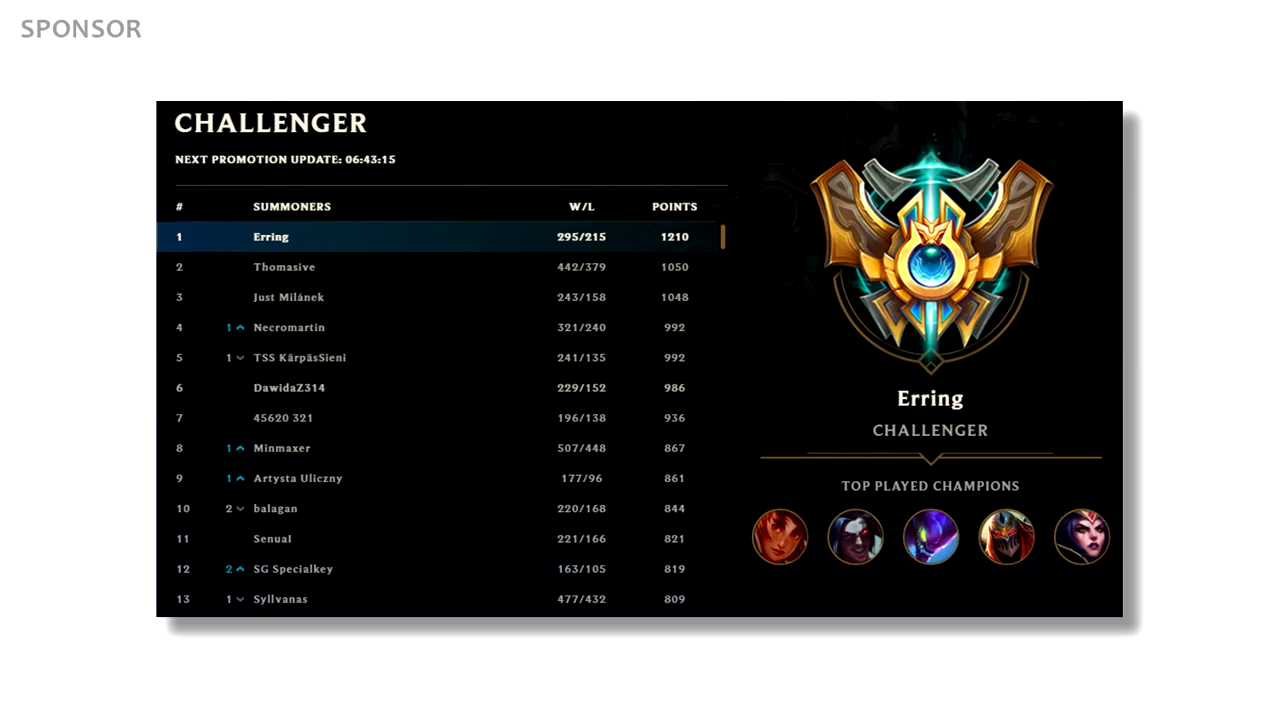 SPONSOR
CHALLENGER
NEXT PROMOTION UPDATE: 06:43:15
# SUMMONERS W/L POINTS
1 Erring 295/215 1210
2 Thomasive 442/379 1050
3 Just Milánek 243/158 1048
4 1 Necromartin 321/240 992
5 1 TSS KärpäsSieni 241/135 992
6 DawidaZ314 229/152 986
7 45620 321 196/138 936
8 1 Minmaxer 507/448 867
9 1 Artysta Uliczny 177/96 861
10 2 balagan 220/168 844
11 Senual 221/166 821
12 2 SG Specialkey 163/105 819
13 1 Syllvanas 477/432 809
Erring
CHALLENGER
TOP PLAYED CHAMPIONS